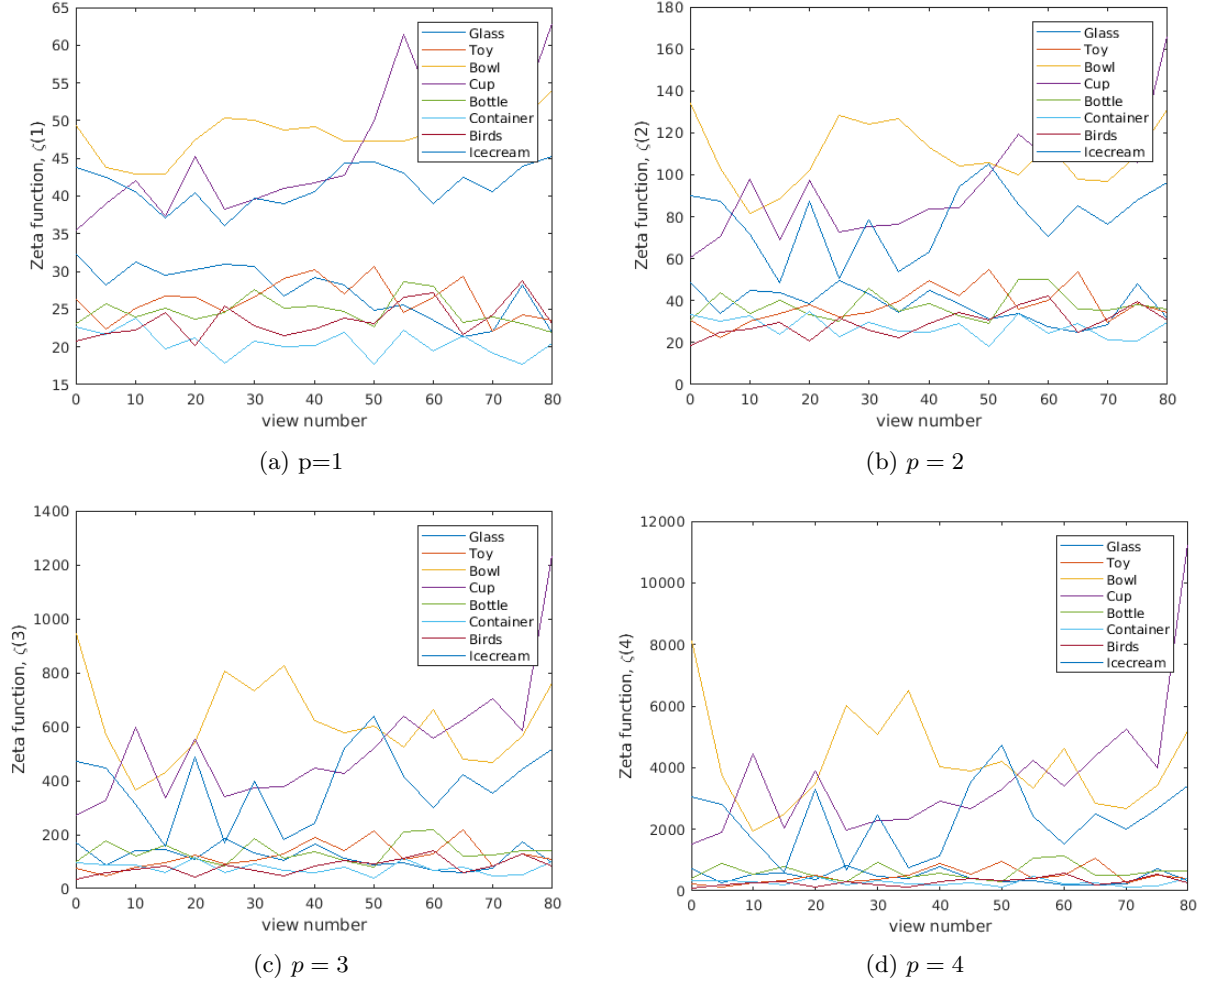 65
60
55
50
45
40
35
30
25
20
15
Zeta function, ζ(1)
0 10 20 30 40 50 60 70 80
view number
Glass
Toy
Bowl
Cup
Bottle
Container
Birds
Icecream
(a) p=1
180
160
140
120
100
80
60
40
20
0
Zeta function, ζ(2)
0 10 20 30 40 50 60 70 80
view number
Glass
Toy
Bowl
Cup
Bottle
Container
Birds
Icecream
(b) p = 2
1400
1200
1000
800
600
400
200
0
Zeta function, ζ(3)
0 10 20 30 40 50 60 70 80
view number
Glass
Toy
Bowl
Cup
Bottle
Container
Birds
Icecream
(c) p = 3
12000
10000
8000
6000
4000
2000
0
Zeta function, ζ(4)
0 10 20 30 40 50 60 70 80
view number
Glass
Toy
Bowl
Cup
Bottle
Container
Birds
Icecream
(d) p = 4